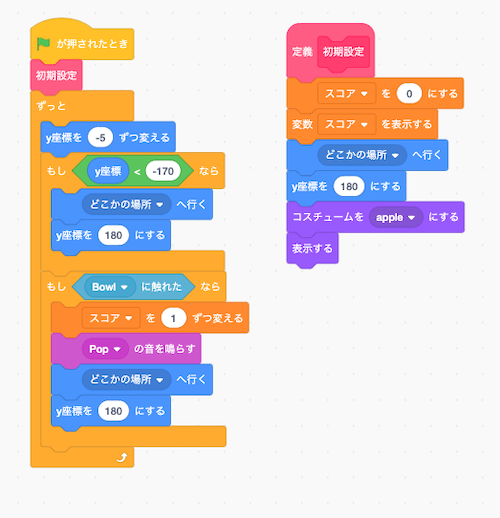 が押されたとき
初期設定
ずっと
y座標を -5 ずつ変える
もし y座標 < -170 なら
どこかの場所 へ行く
y座標を 180 にする
もし Bowl に触れた なら
スコア を 1 ずつ変える
Pop の音を鳴らす
どこかの場所 へ行く
y座標を 180 にする
定義 初期設定
スコア を 0 にする
変数 スコア を表示する
どこかの場所 へ行く
y座標を 180 にする
コスチュームを apple にする
表示する